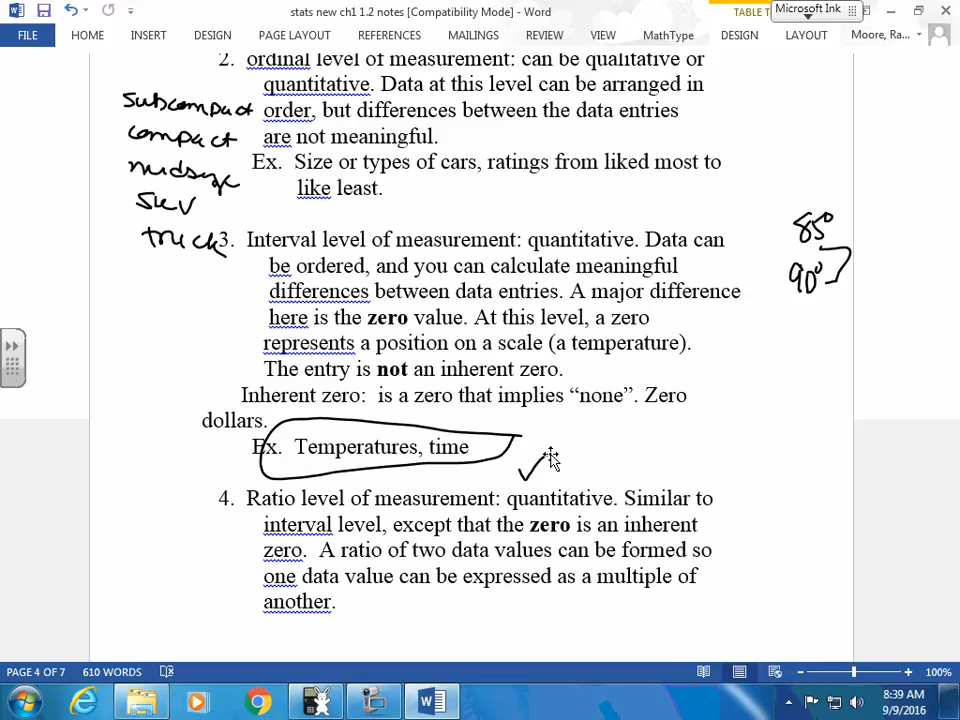 stats new ch1 1.2 notes [Compatibility Mode] - Word
TABLE T
Microsoft Ink
FILE
HOME
INSERT
DESIGN
PAGE LAYOUT
REFERENCES
MAILINGS
REVIEW
VIEW
MathType
DESIGN
LAYOUT
Moore, Ra...
2. ordinal level of measurement: can be qualitative or
quantitative. Data at this level can be arranged in
subcompact
order, but differences between the data entries
compact
are not meaningful.
Ex. Size or types of cars, ratings from liked most to
midsize
like least.
SUV
85°
truck
3. Interval level of measurement: quantitative. Data can
be ordered, and you can calculate meaningful
90°
differences between data entries. A major difference
here is the zero value. At this level, a zero
represents a position on a scale (a temperature).
The entry is not an inherent zero.
Inherent zero: is a zero that implies “none”. Zero
dollars.
Ex. Temperatures, time
4. Ratio level of measurement: quantitative. Similar to
interval level, except that the zero is an inherent
zero. A ratio of two data values can be formed so
one data value can be expressed as a multiple of
another.
PAGE 4 OF 7
610 WORDS
100%
8:39 AM
9/9/2016